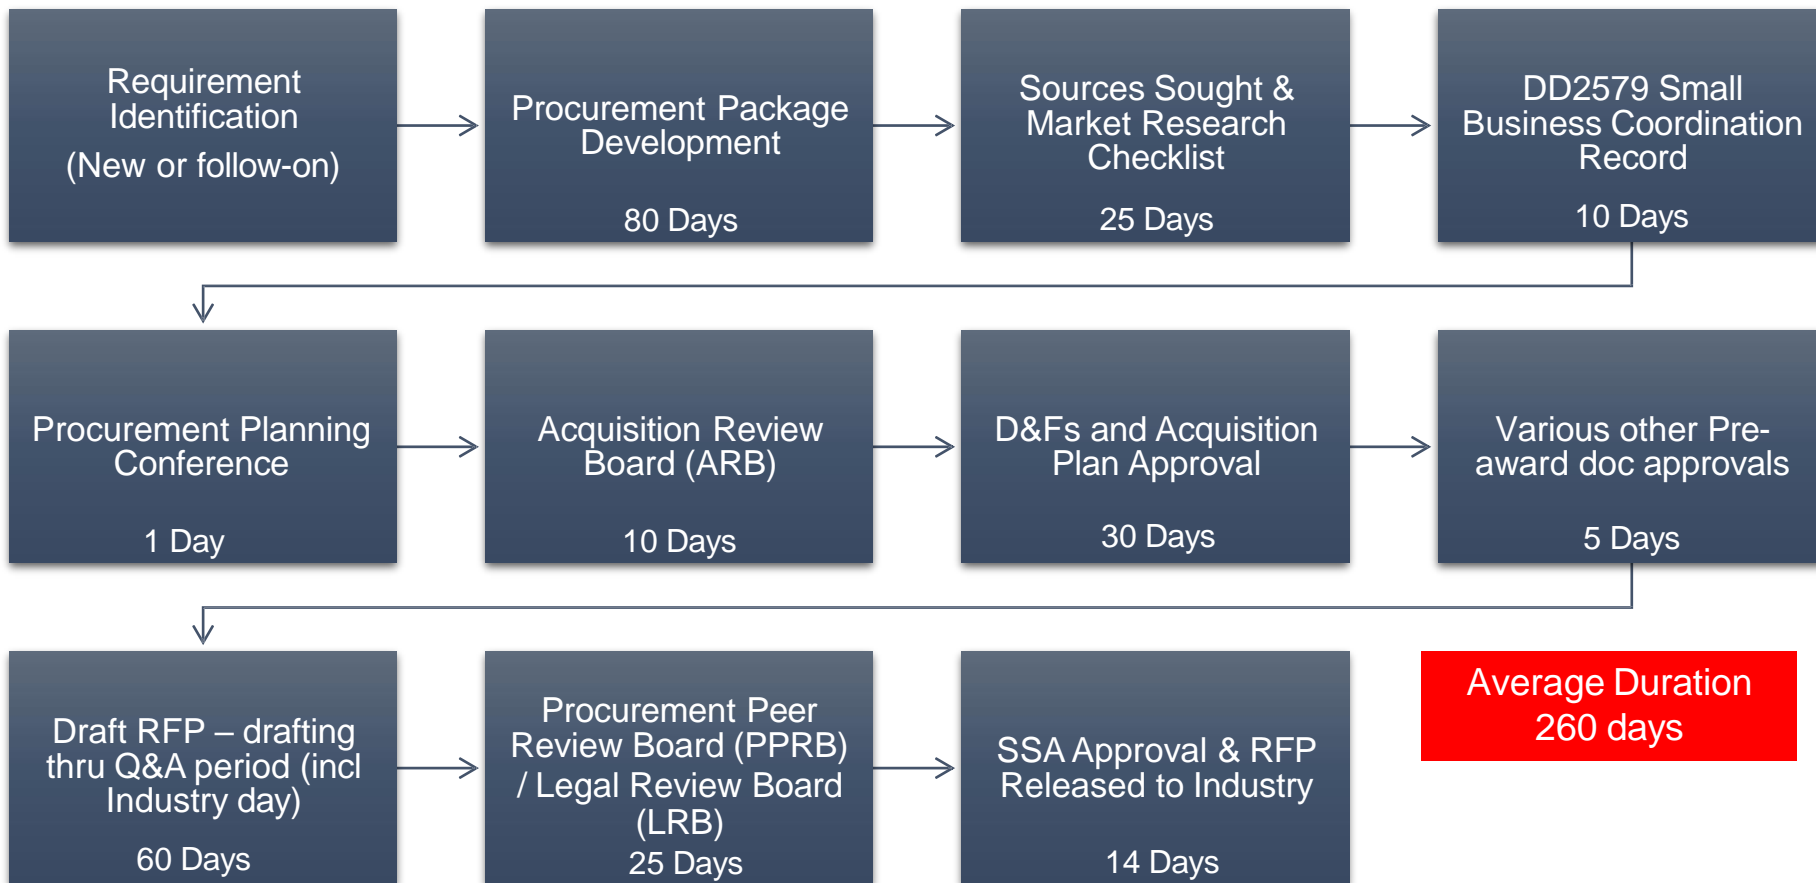 Requirement
Identification
(New or follow-on)
Procurement Package
Development
80 Days
Sources Sought &
Market Research
Checklist
25 Days
DD2579 Small
Business Coordination
Record
10 Days
Procurement Planning
Conference
1 Day
Acquisition Review
Board (ARB)
10 Days
D&Fs and Acquisition
Plan Approval
30 Days
Various other Pre-
award doc approvals
5 Days
Draft RFP – drafting
thru Q&A period (incl
Industry day)
60 Days
Procurement Peer
Review Board (PPRB)
/ Legal Review Board
(LRB)
25 Days
SSA Approval & RFP
Released to Industry
14 Days
Average Duration
260 days